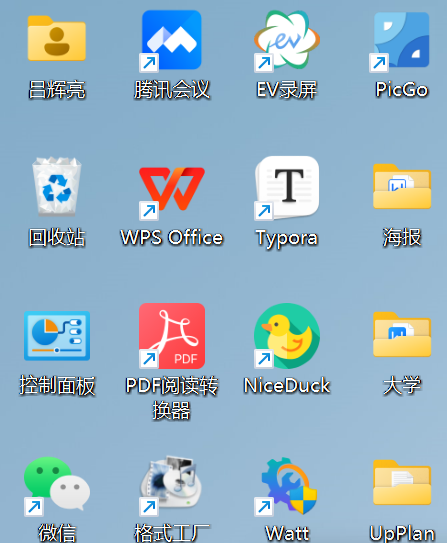 吕辉亮
腾讯会议
EV录屏
PicGo
ev
回收站
WPS Office
Typora
海报
T
控制面板
PDF阅读转
换器
NiceDuck
大学
PDF
微信
格式工厂
Watt
UpPlan